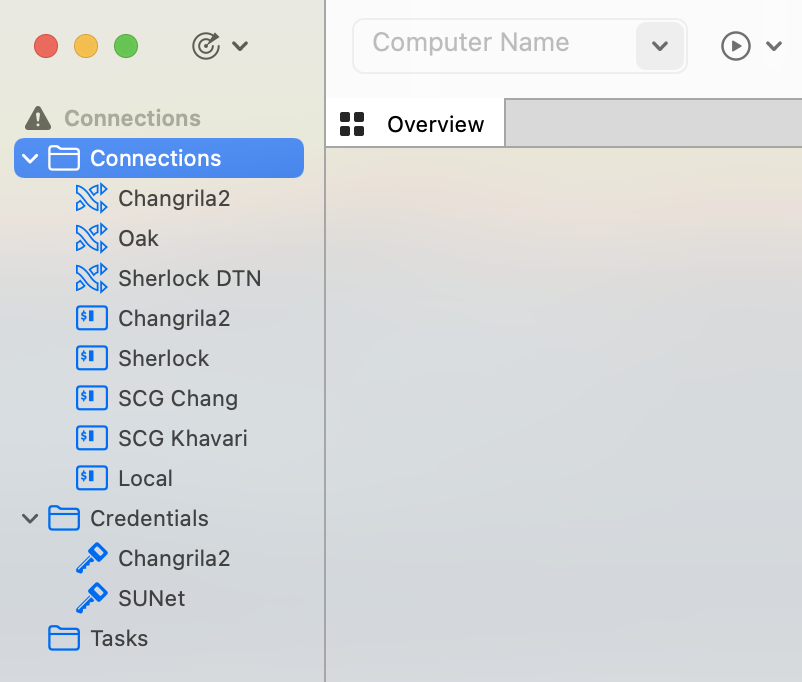 Computer Name
Connections
Overview
Connections
Changrila2
Oak
Sherlock DTN
Changrila2
Sherlock
SCG Chang
SCG Khavari
Local
Credentials
Changrila2
SUNet
Tasks